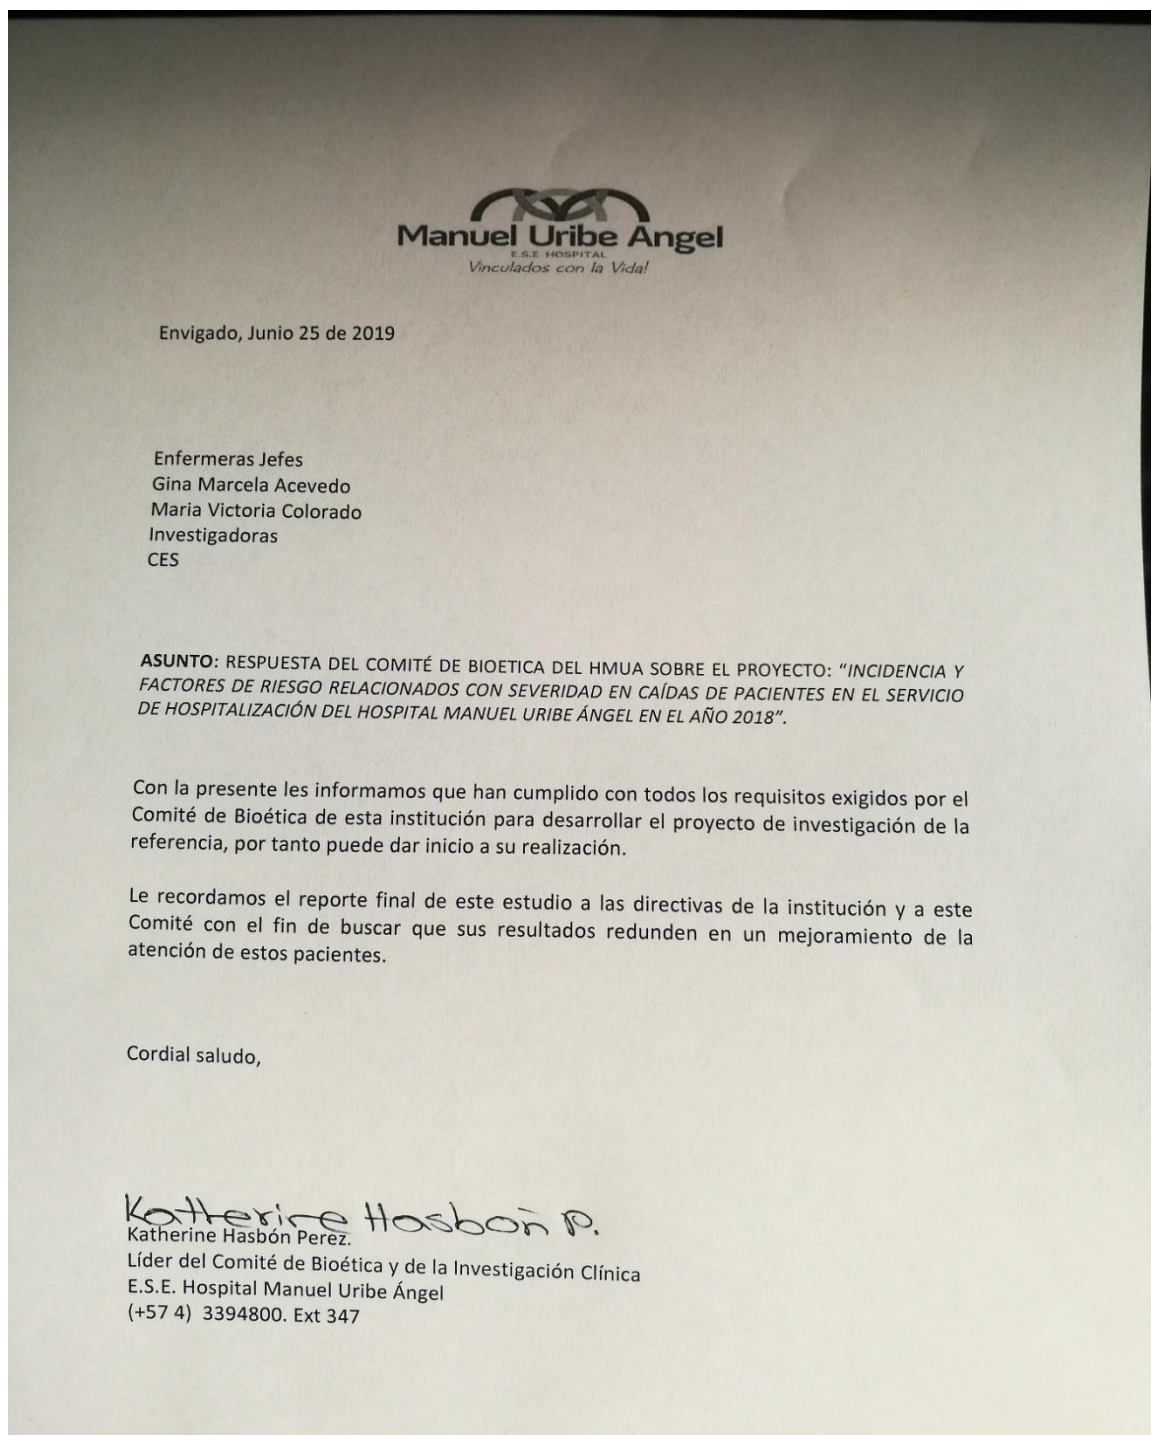 Manuel Uribe Angel
E.S.E HOSPITAL
Vinculados con la Vida!
Envigado, Junio 25 de 2019
Enfermeras Jefes
Gina Marcela Acevedo
Maria Victoria Colorado
Investigadoras
CES
ASUNTO: RESPUESTA DEL COMITÉ DE BIOETICA DEL HMUA SOBRE EL PROYECTO: “INCIDENCIA Y
FACTORES DE RIESGO RELACIONADOS CON SEVERIDAD EN CAÍDAS DE PACIENTES EN EL SERVICIO
DE HOSPITALIZACIÓN DEL HOSPITAL MANUEL URIBE ÁNGEL EN EL AÑO 2018”.
Con la presente les informamos que han cumplido con todos los requisitos exigidos por el
Comité de Bioética de esta institución para desarrollar el proyecto de investigación de la
referencia, por tanto puede dar inicio a su realización.
Le recordamos el reporte final de este estudio a las directivas de la institución y a este
Comité con el fin de buscar que sus resultados redunden en un mejoramiento de la
atención de estos pacientes.
Cordial saludo,
Katherine Hasbón P.
Katherine Hasbón Perez.
Líder del Comité de Bioética y de la Investigación Clínica
E.S.E. Hospital Manuel Uribe Ángel
(+57 4) 3394800. Ext 347